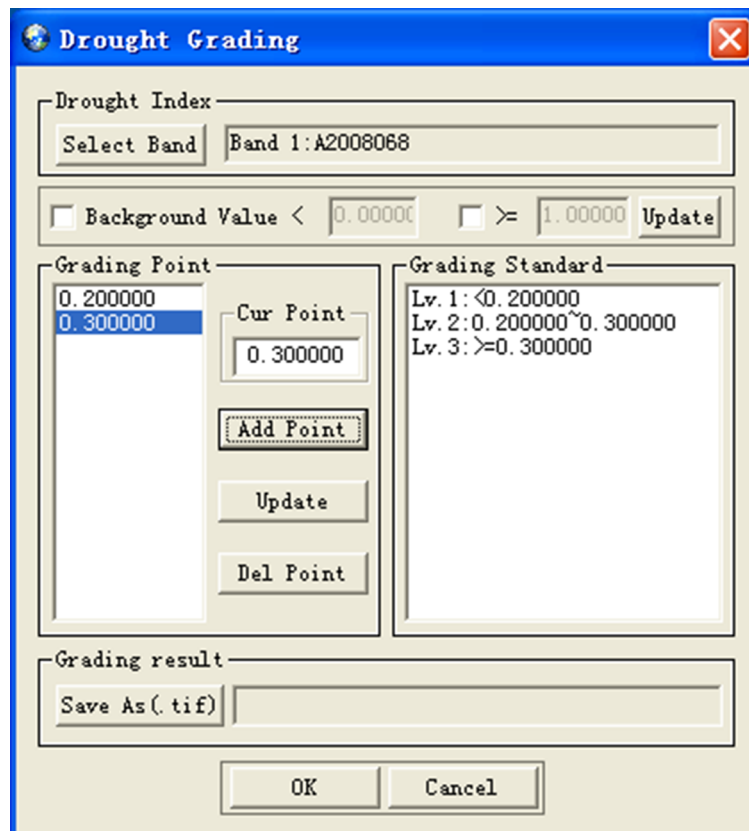 Drought Grading
Drought Index
Select Band Band 1:A2008068
Background Value < 0.00000 >= 1.00000 Update
Grading Point
0.200000
0.300000
Cur Point
0.300000
Add Point
Update
Del Point
Grading Standard
Lv.1:<0.200000
Lv.2:0.200000~0.300000
Lv.3:>=0.300000
Grading result
Save As(.tif)
OK Cancel